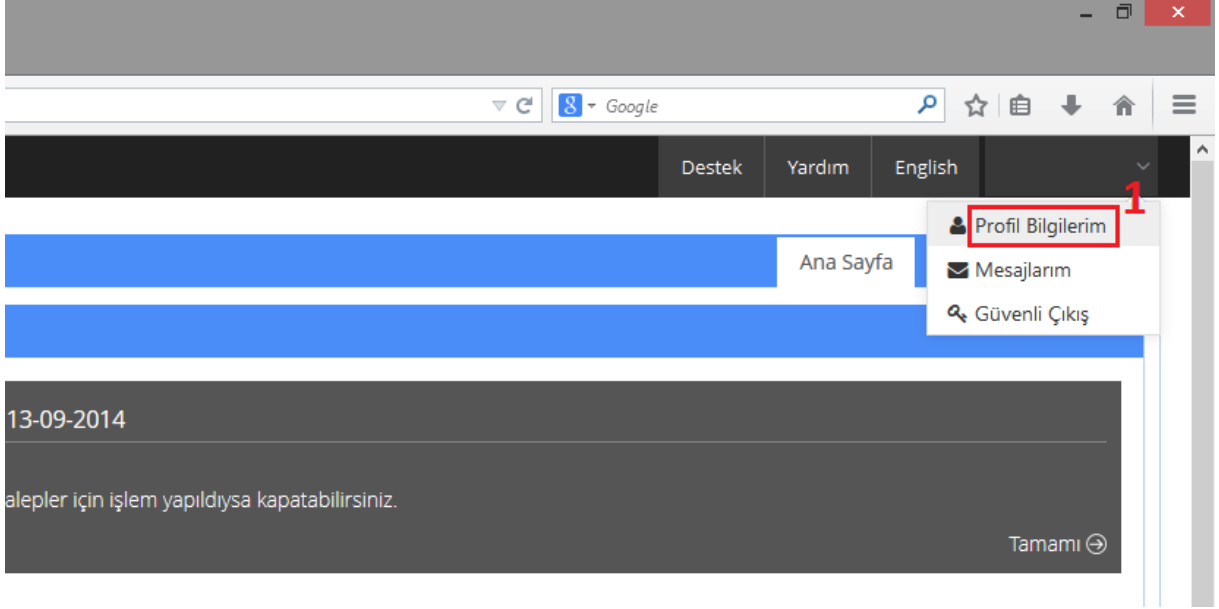 8 Google
Destek Yardım English
1
Profil Bilgilerim
Ana Sayfa
Mesajlarım
Güvenli Çıkış
13-09-2014
alepler için işlem yapıldıysa kapatabilirsiniz.
Tamamı